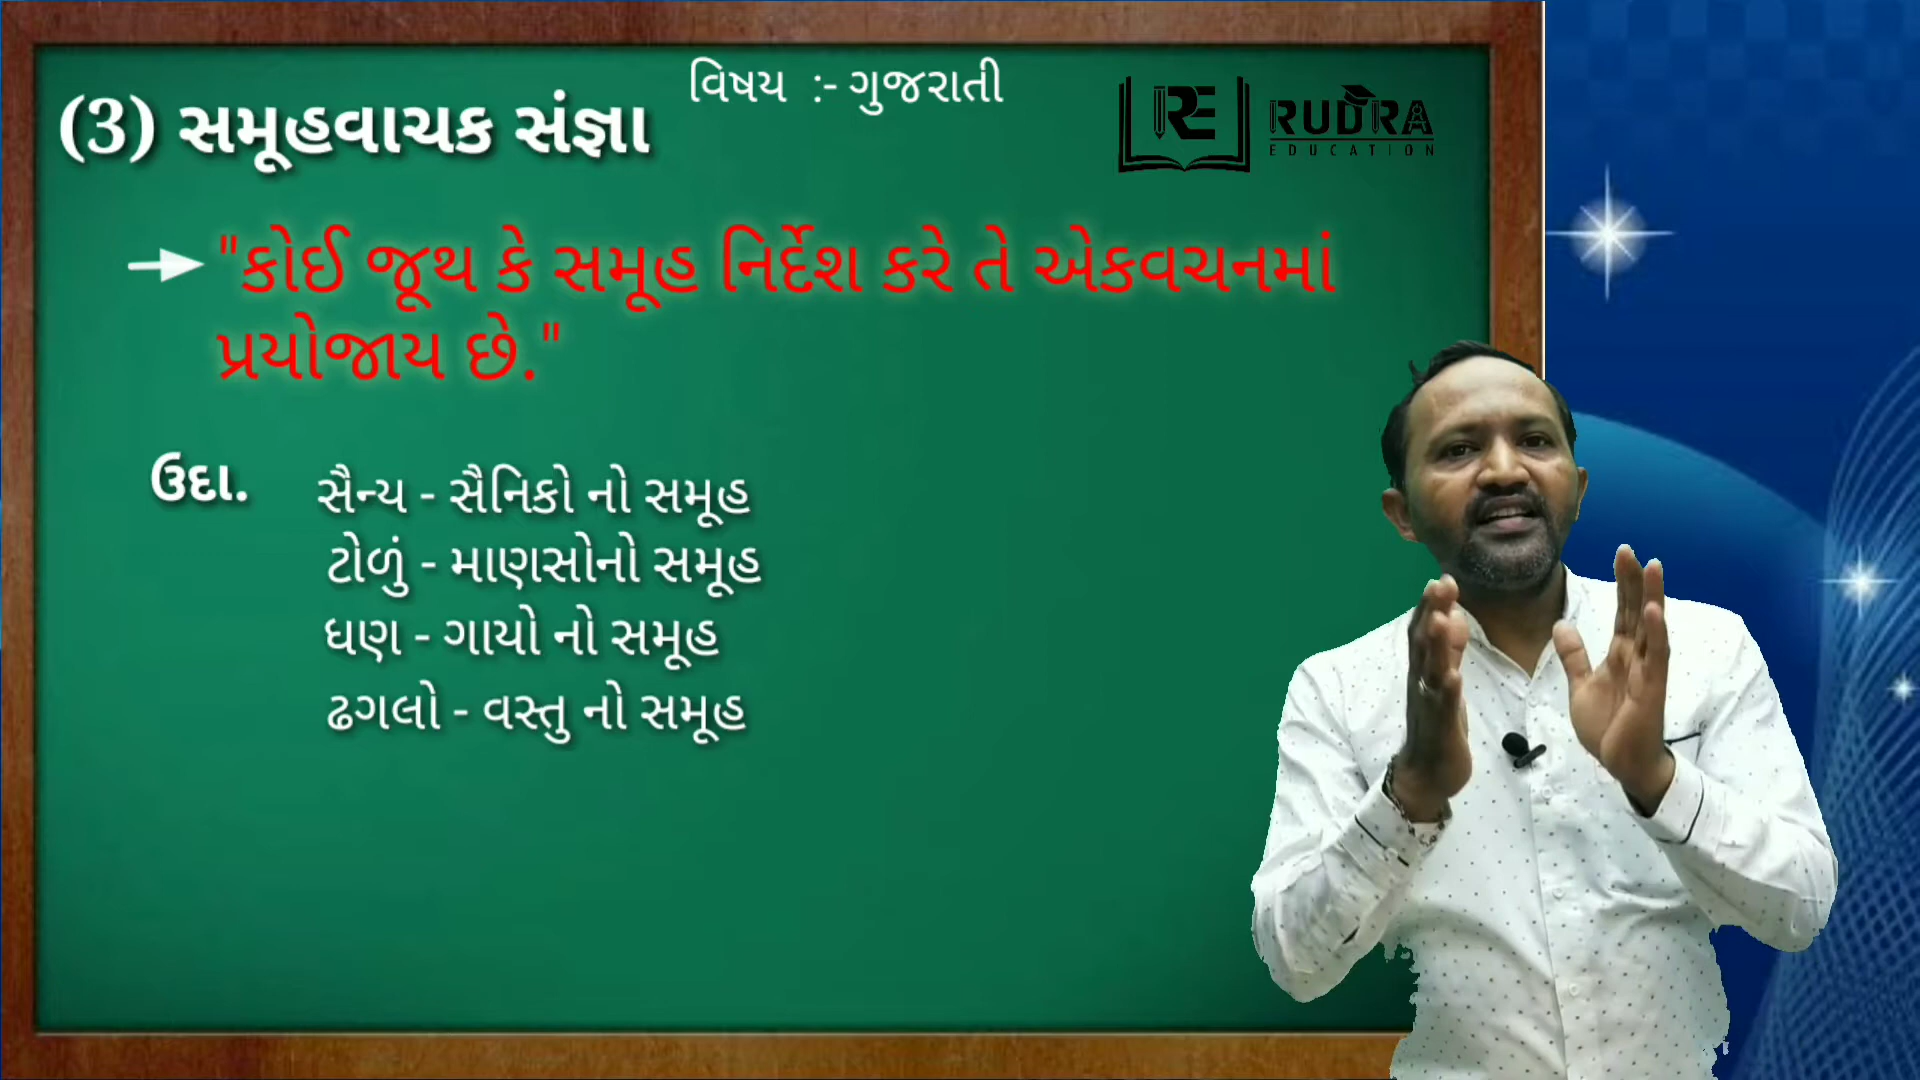 વિષય :- ગુજરાતી
(3) સમૂહવાચક સંજ્ઞા
RE RUDRA
EDUCATION
"કોઈ જૂથ કે સમૂહ નિર્દેશ કરે તે એકવચનમાં
પ્રયોજાય છે."
ઉદા. સૈન્ય - સૈનિકો નો સમૂહ
ટોળું - માણસોનો સમૂહ
ધણ - ગાયો નો સમૂહ
ઢગલો - વસ્તુ નો સમૂહ